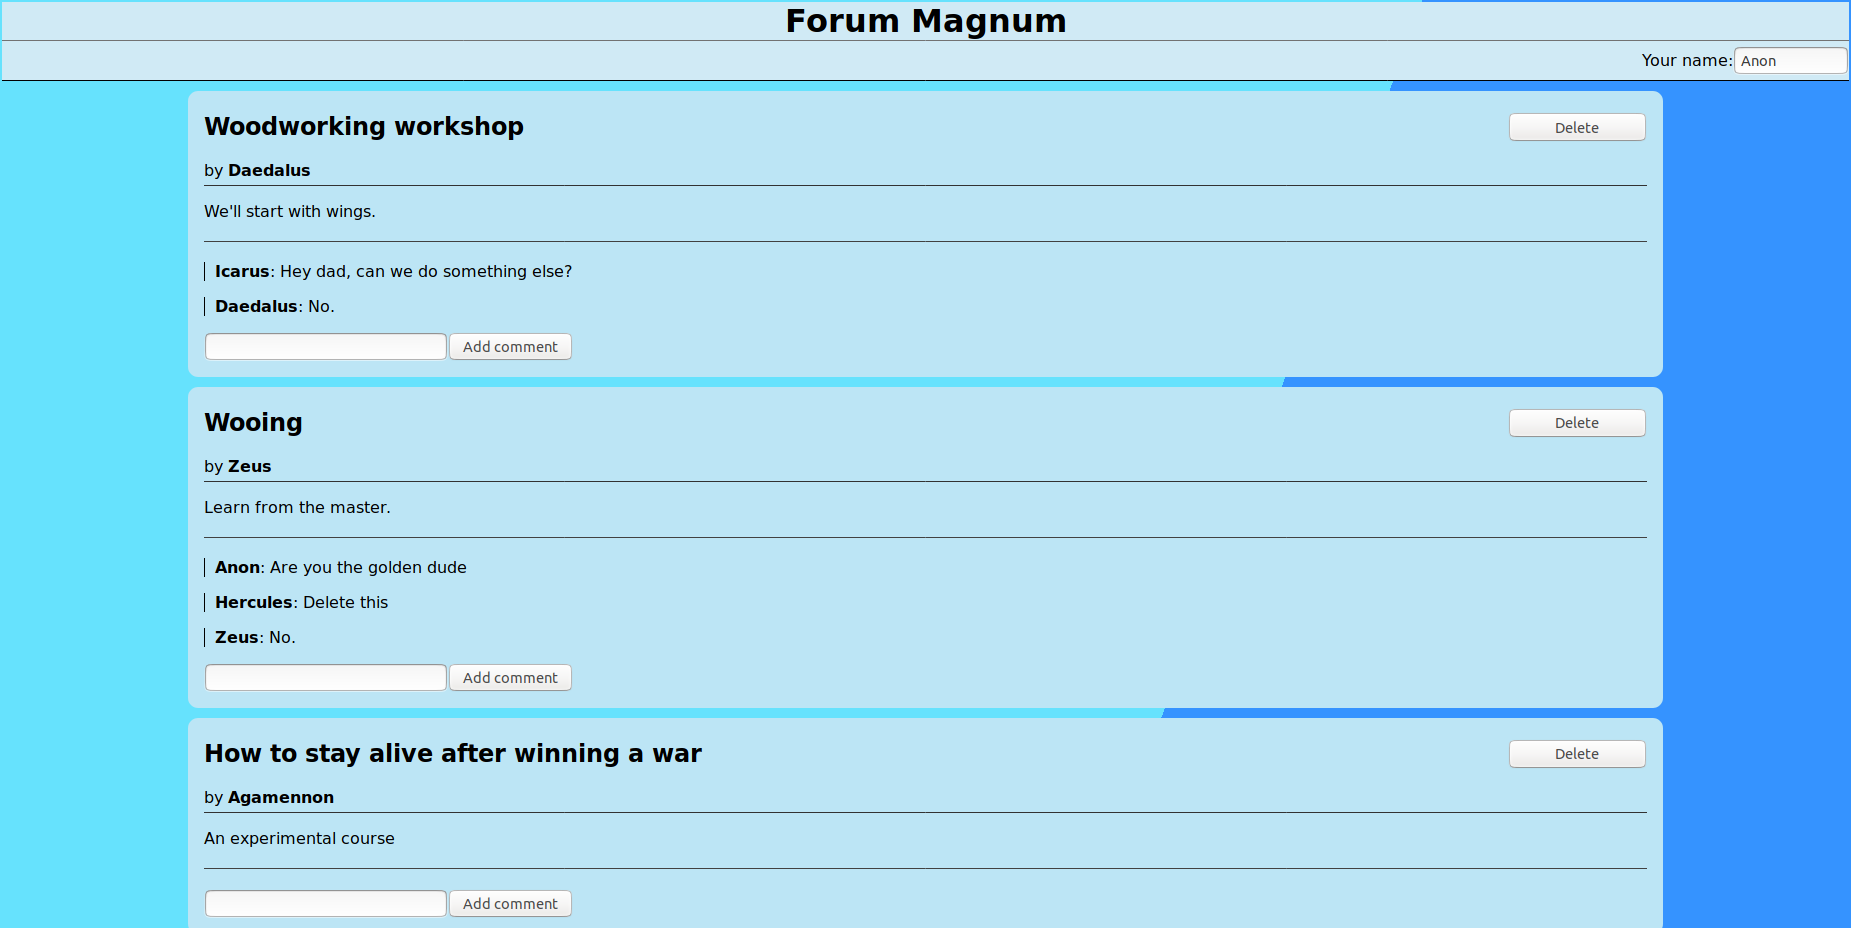 Forum Magnum
Your name: Anon
Woodworking workshop
Delete
by Daedalus
We'll start with wings.
Icarus: Hey dad, can we do something else?
Daedalus: No.
Add comment
Wooing
Delete
by Zeus
Learn from the master.
Anon: Are you the golden dude
Hercules: Delete this
Zeus: No.
Add comment
How to stay alive after winning a war
Delete
by Agamennon
An experimental course
Add comment